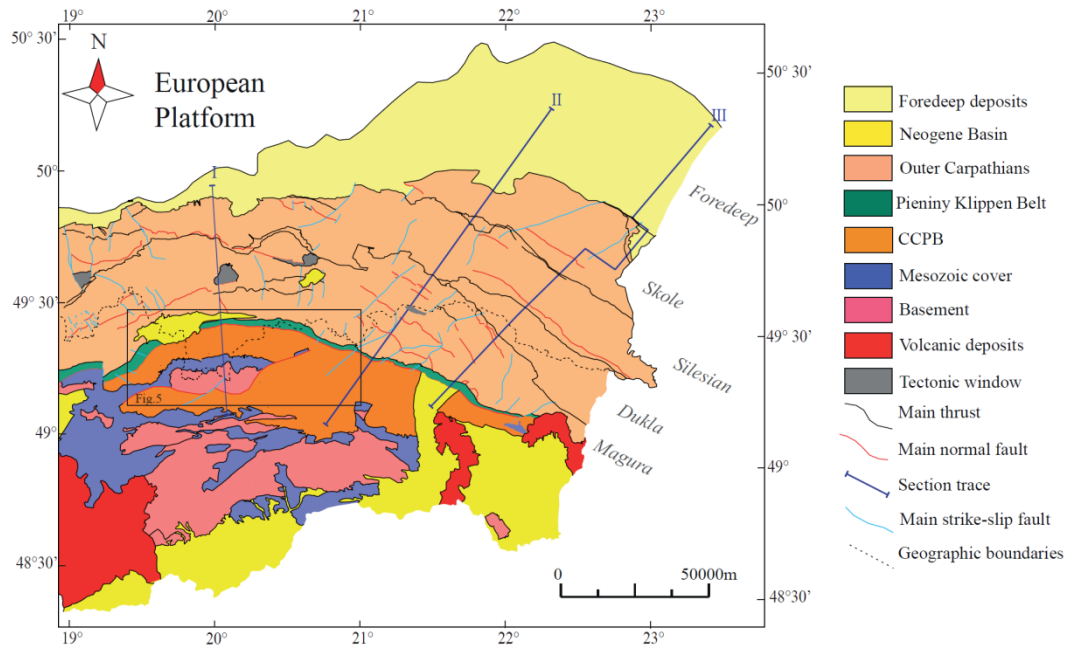 19°
20°
21°
22°
23°
50° 30'
50° 30'
N
European
Platform
II
III
I
50°
50°
Foredeep
Skole
49° 30'
49° 30'
Silesian
Fig.5
Dukla
49°
49°
Magura
48°30'
48°30'
0
50000m
19°
20°
21°
22°
23°
Foredeep deposits
Neogene Basin
Outer Carpathians
Pieniny Klippen Belt
CCPB
Mesozoic cover
Basement
Volcanic deposits
Tectonic window
Main thrust
Main normal fault
Section trace
Main strike-slip fault
Geographic boundaries